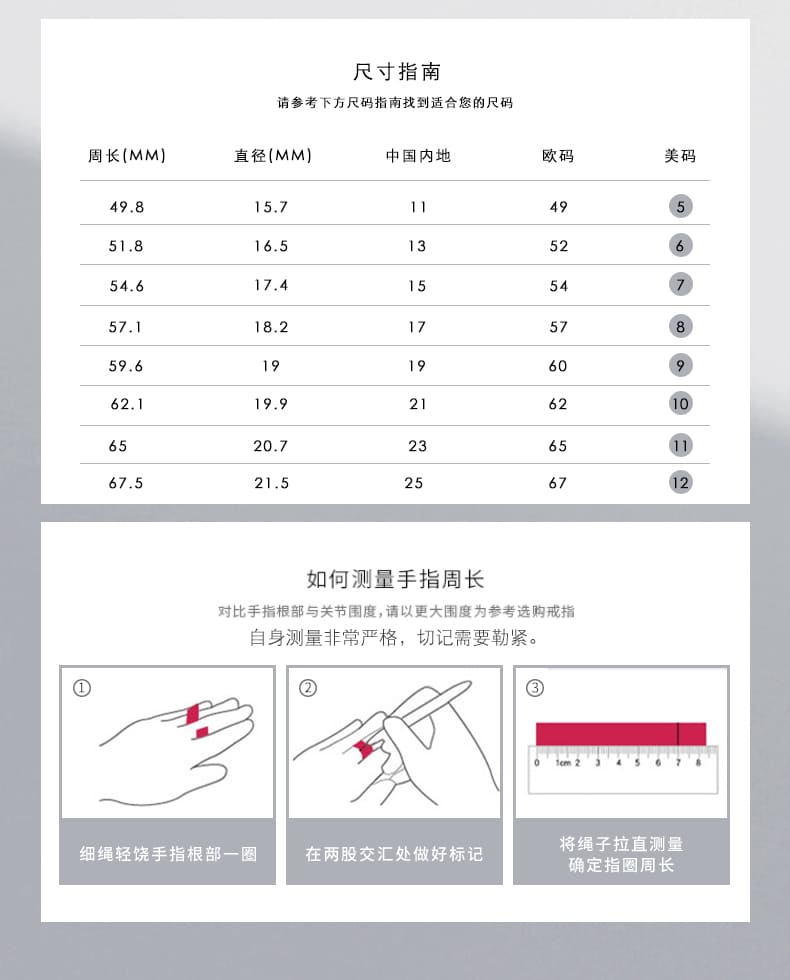 尺寸指南
请参考下方尺码指南找到适合您的尺码
周长(MM) 直径(MM) 中国内地 欧码 美码
49.8 15.7 11 49 5
51.8 16.5 13 52 6
54.6 17.4 15 54 7
57.1 18.2 17 57 8
59.6 19 19 60 9
62.1 19.9 21 62 10
65 20.7 23 65 11
67.5 21.5 25 67 12
如何测量手指周长
对比手指根部与关节围度,请以更大围度为参考选购戒指
自身测量非常严格，切记需要勒紧。
①
细绳轻饶手指根部一圈
②
在两股交汇处做好标记
③
0 1cm 2 3 4 5 6 7 8
将绳子拉直测量
确定指圈周长